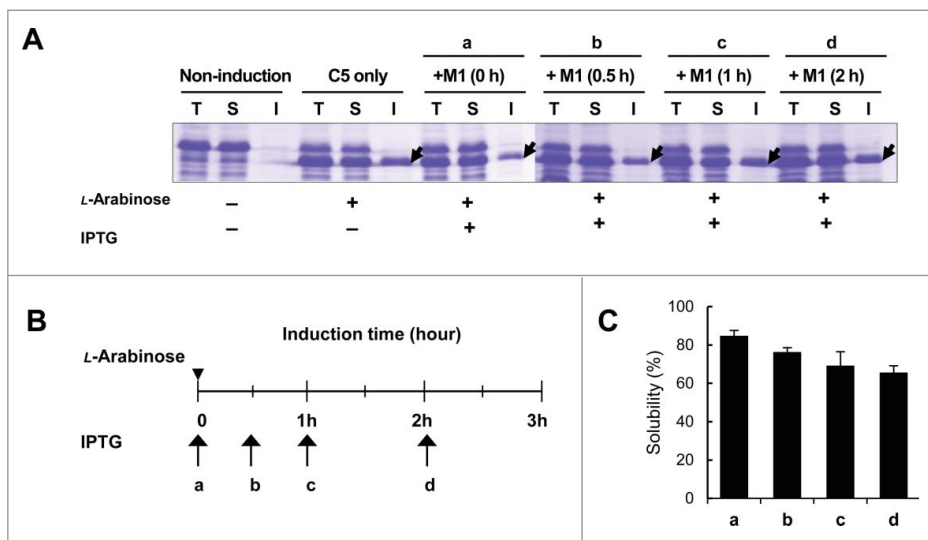 A
a b c d
Non-induction C5 only +M1 (0 h) + M1 (0.5 h) + M1 (1 h) + M1 (2 h)
T S I T S I T S I T S I T S I T S I
L-Arabinose – + + + + +
IPTG – – + + + +
B
Induction time (hour)
L-Arabinose
0 1h 2h 3h
IPTG
a b c d
C
Solubility (%)
100
80
60
40
20
0
a b c d